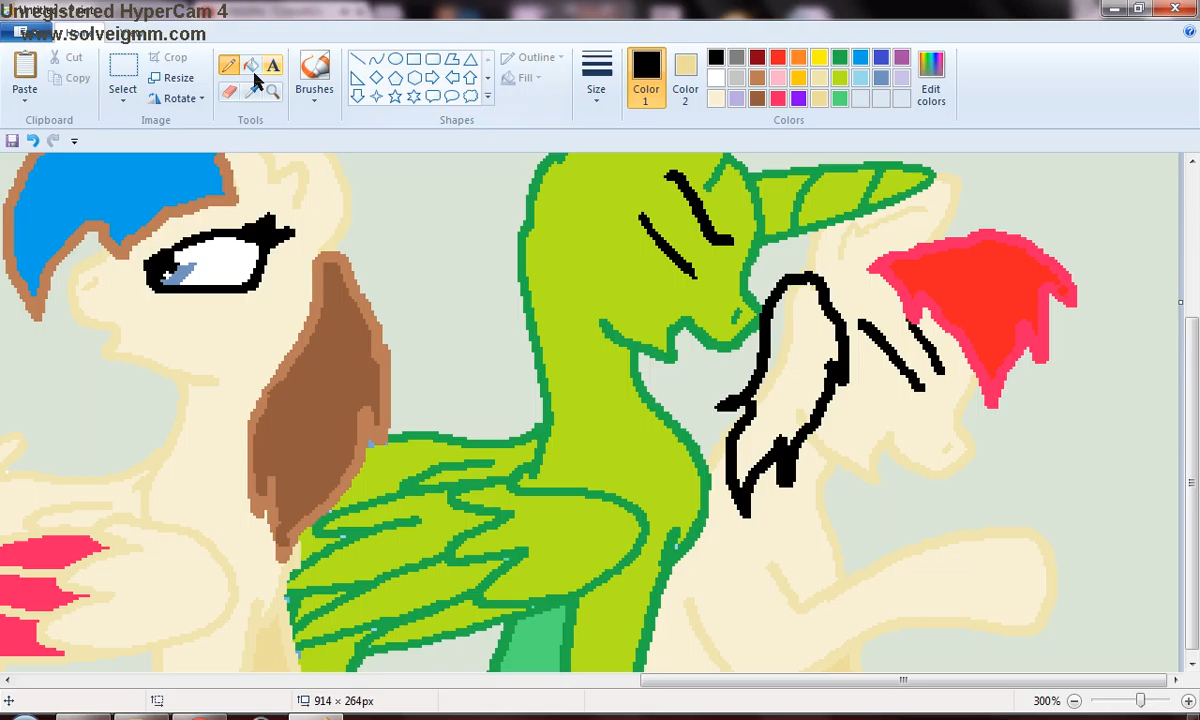 Unregistered HyperCam 4
www.solveigmm.com
Paste
Cut
Copy
Clipboard
Select
Crop
Resize
Rotate
Image
A
Tools
Brushes
Outline
Fill
Shapes
Size
Color 1
Color 2
Edit colors
Colors
914 × 264px
300%